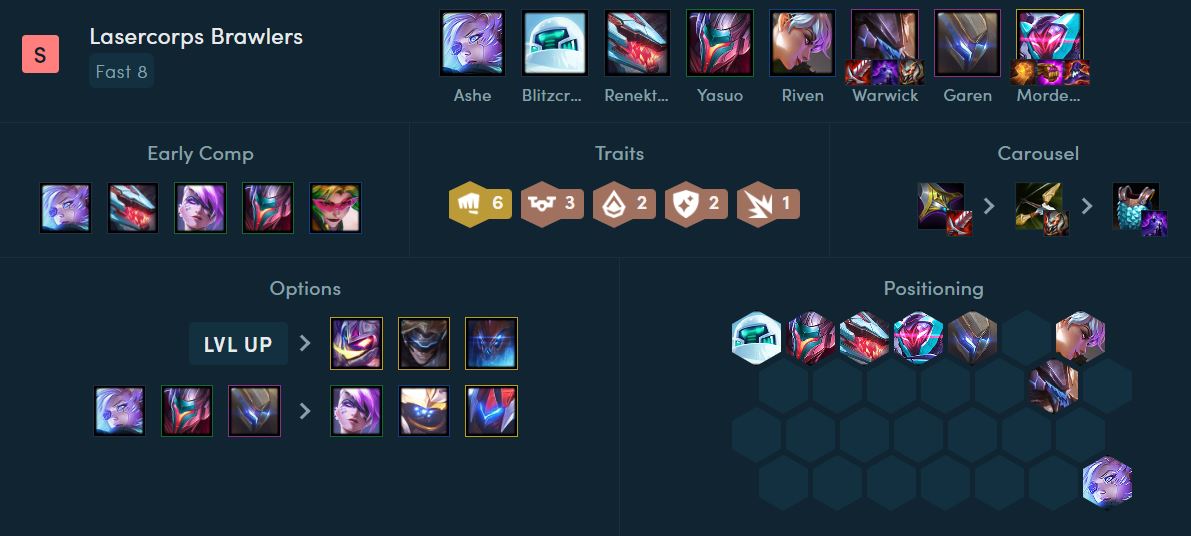 S
Lasercorps Brawlers
Fast 8
Ashe
Blitzcr...
Renekt...
Yasuo
Riven
Warwick
Garen
Morde...
Early Comp
Traits
6
3
2
2
1
Carousel
Options
LVL UP
Positioning